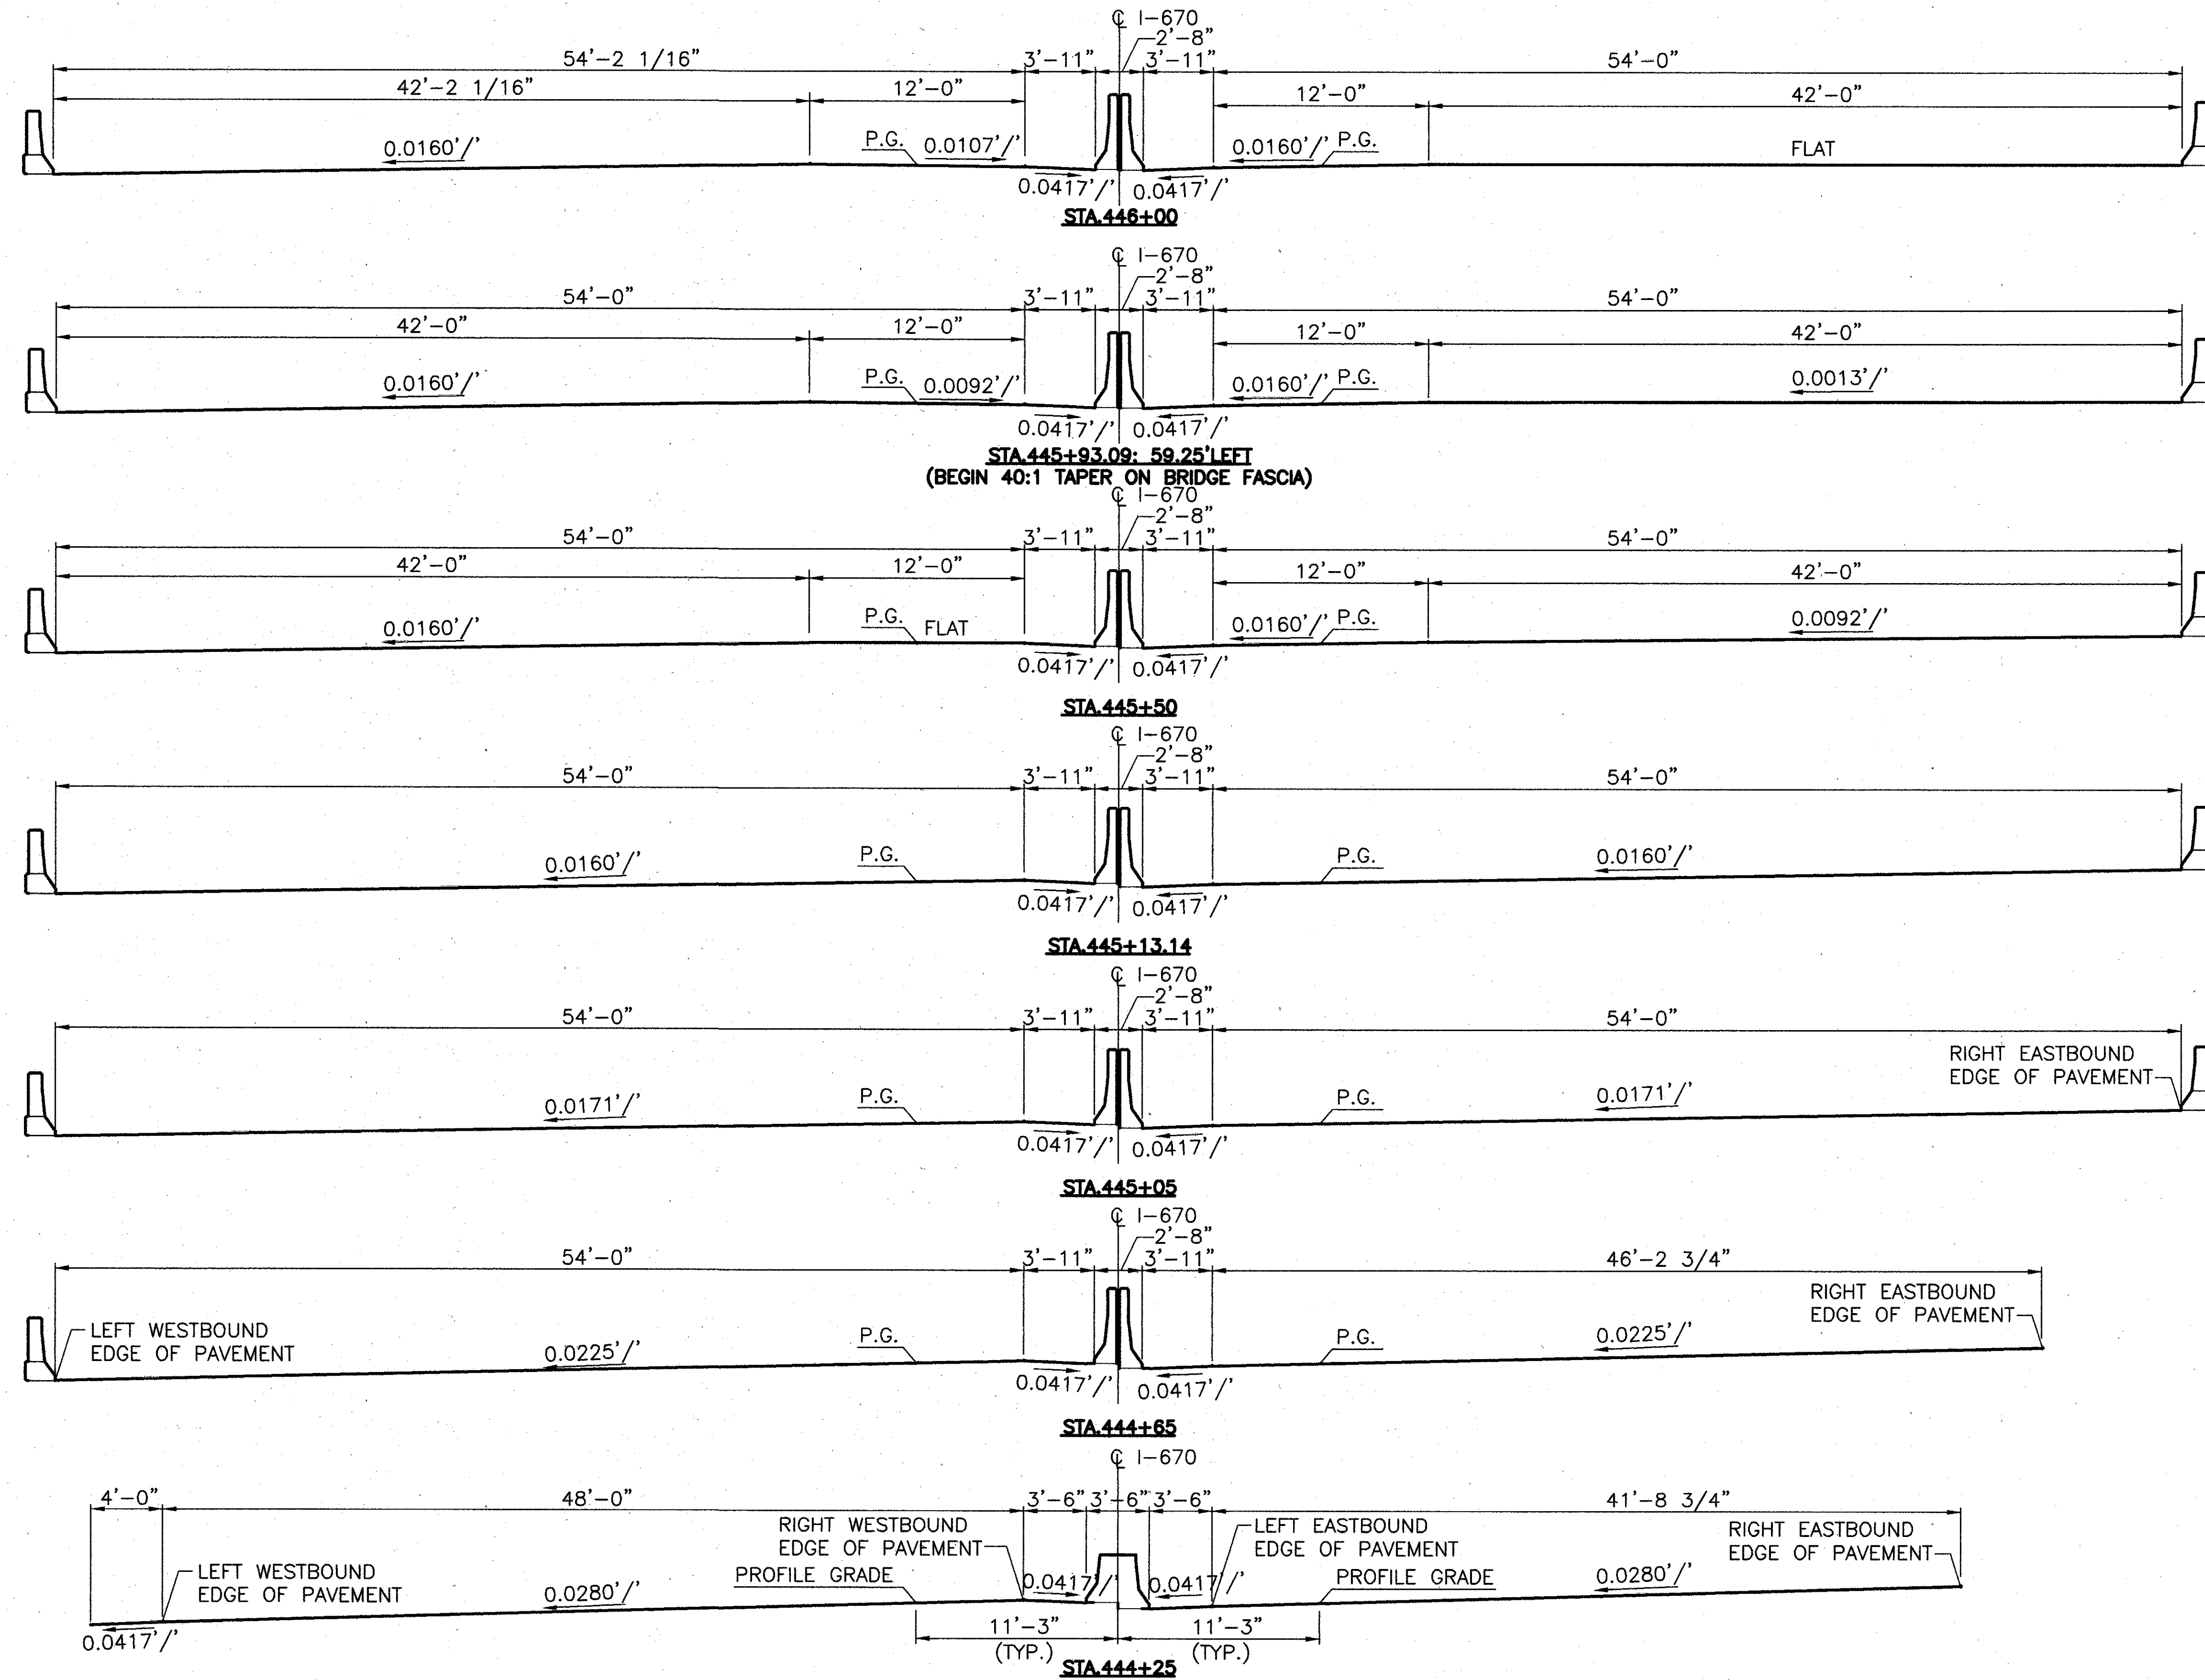 ℄ I-670
2'-8"
54'-2 1/16" 3'-11" 3'-11" 54'-0"
42'-2 1/16" 12'-0" 12'-0" 42'-0"
0.0160'/' P.G. 0.0107'/' 0.0160'/' P.G. FLAT
0.0417'/' 0.0417'/'
STA.446+00
℄ I-670
2'-8"
54'-0" 3'-11" 3'-11" 54'-0"
42'-0" 12'-0" 12'-0" 42'-0"
0.0160'/' P.G. 0.0092'/' 0.0160'/' P.G. 0.0013'/'
0.0417'/' 0.0417'/'
STA.445+93.09: 59.25'LEFT
(BEGIN 40:1 TAPER ON BRIDGE FASCIA)
℄ I-670
2'-8"
54'-0" 3'-11" 3'-11" 54'-0"
42'-0" 12'-0" 12'-0" 42'-0"
0.0160'/' P.G. FLAT 0.0160'/' P.G. 0.0092'/'
0.0417'/' 0.0417'/'
STA.445+50
℄ I-670
2'-8"
54'-0" 3'-11" 3'-11" 54'-0"
0.0160'/' P.G. P.G. 0.0160'/'
0.0417'/' 0.0417'/'
STA.445+13.14
℄ I-670
2'-8"
54'-0" 3'-11" 3'-11" 54'-0"
RIGHT EASTBOUND
EDGE OF PAVEMENT
0.0171'/' P.G. P.G. 0.0171'/'
0.0417'/' 0.0417'/'
STA.445+05
℄ I-670
2'-8"
54'-0" 3'-11" 3'-11" 46'-2 3/4"
RIGHT EASTBOUND
EDGE OF PAVEMENT
LEFT WESTBOUND
EDGE OF PAVEMENT
0.0225'/' P.G. P.G. 0.0225'/'
0.0417'/' 0.0417'/'
STA.444+65
℄ I-670
4'-0" 48'-0" 3'-6" 3'-6" 3'-6" 41'-8 3/4"
RIGHT WESTBOUND
EDGE OF PAVEMENT
LEFT EASTBOUND
EDGE OF PAVEMENT
RIGHT EASTBOUND
EDGE OF PAVEMENT
LEFT WESTBOUND
EDGE OF PAVEMENT
0.0280'/' PROFILE GRADE 0.0417'/' 0.0417'/' PROFILE GRADE 0.0280'/'
0.0417'/'
11'-3" 11'-3"
(TYP.) (TYP.)
STA.444+25